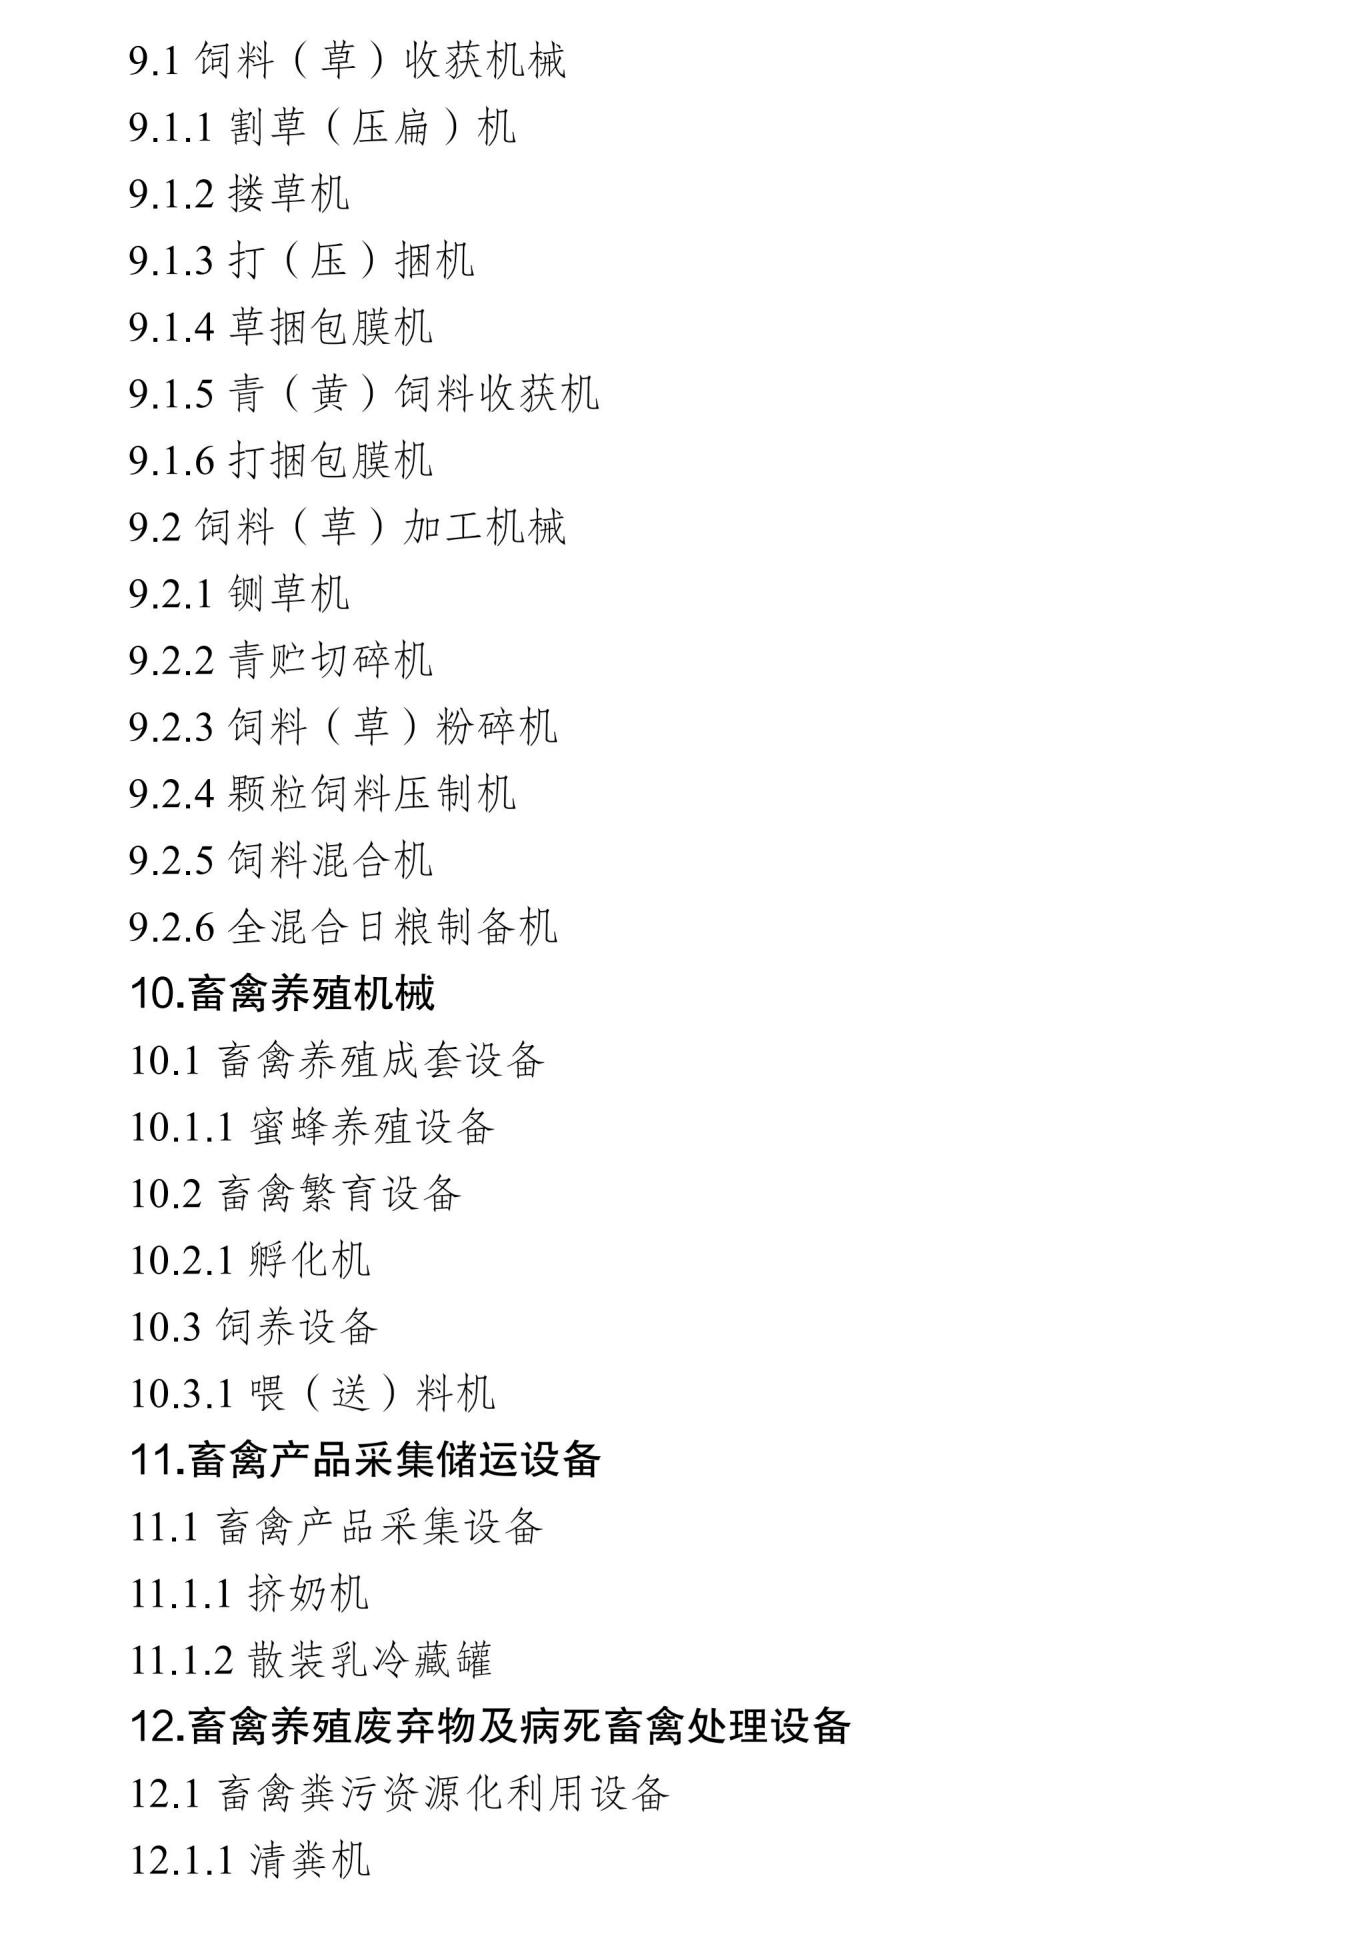 9.1 饲料（草）收获机械
9.1.1 割草（压扁）机
9.1.2 搂草机
9.1.3 打（压）捆机
9.1.4 草捆包膜机
9.1.5 青（黄）饲料收获机
9.1.6 打捆包膜机
9.2 饲料（草）加工机械
9.2.1 铡草机
9.2.2 青贮切碎机
9.2.3 饲料（草）粉碎机
9.2.4 颗粒饲料压制机
9.2.5 饲料混合机
9.2.6 全混合日粮制备机
10.畜禽养殖机械
10.1 畜禽养殖成套设备
10.1.1 蜜蜂养殖设备
10.2 畜禽繁育设备
10.2.1 孵化机
10.3 饲养设备
10.3.1 喂（送）料机
11.畜禽产品采集储运设备
11.1 畜禽产品采集设备
11.1.1 挤奶机
11.1.2 散装乳冷藏罐
12.畜禽养殖废弃物及病死畜禽处理设备
12.1 畜禽粪污资源化利用设备
12.1.1 清粪机